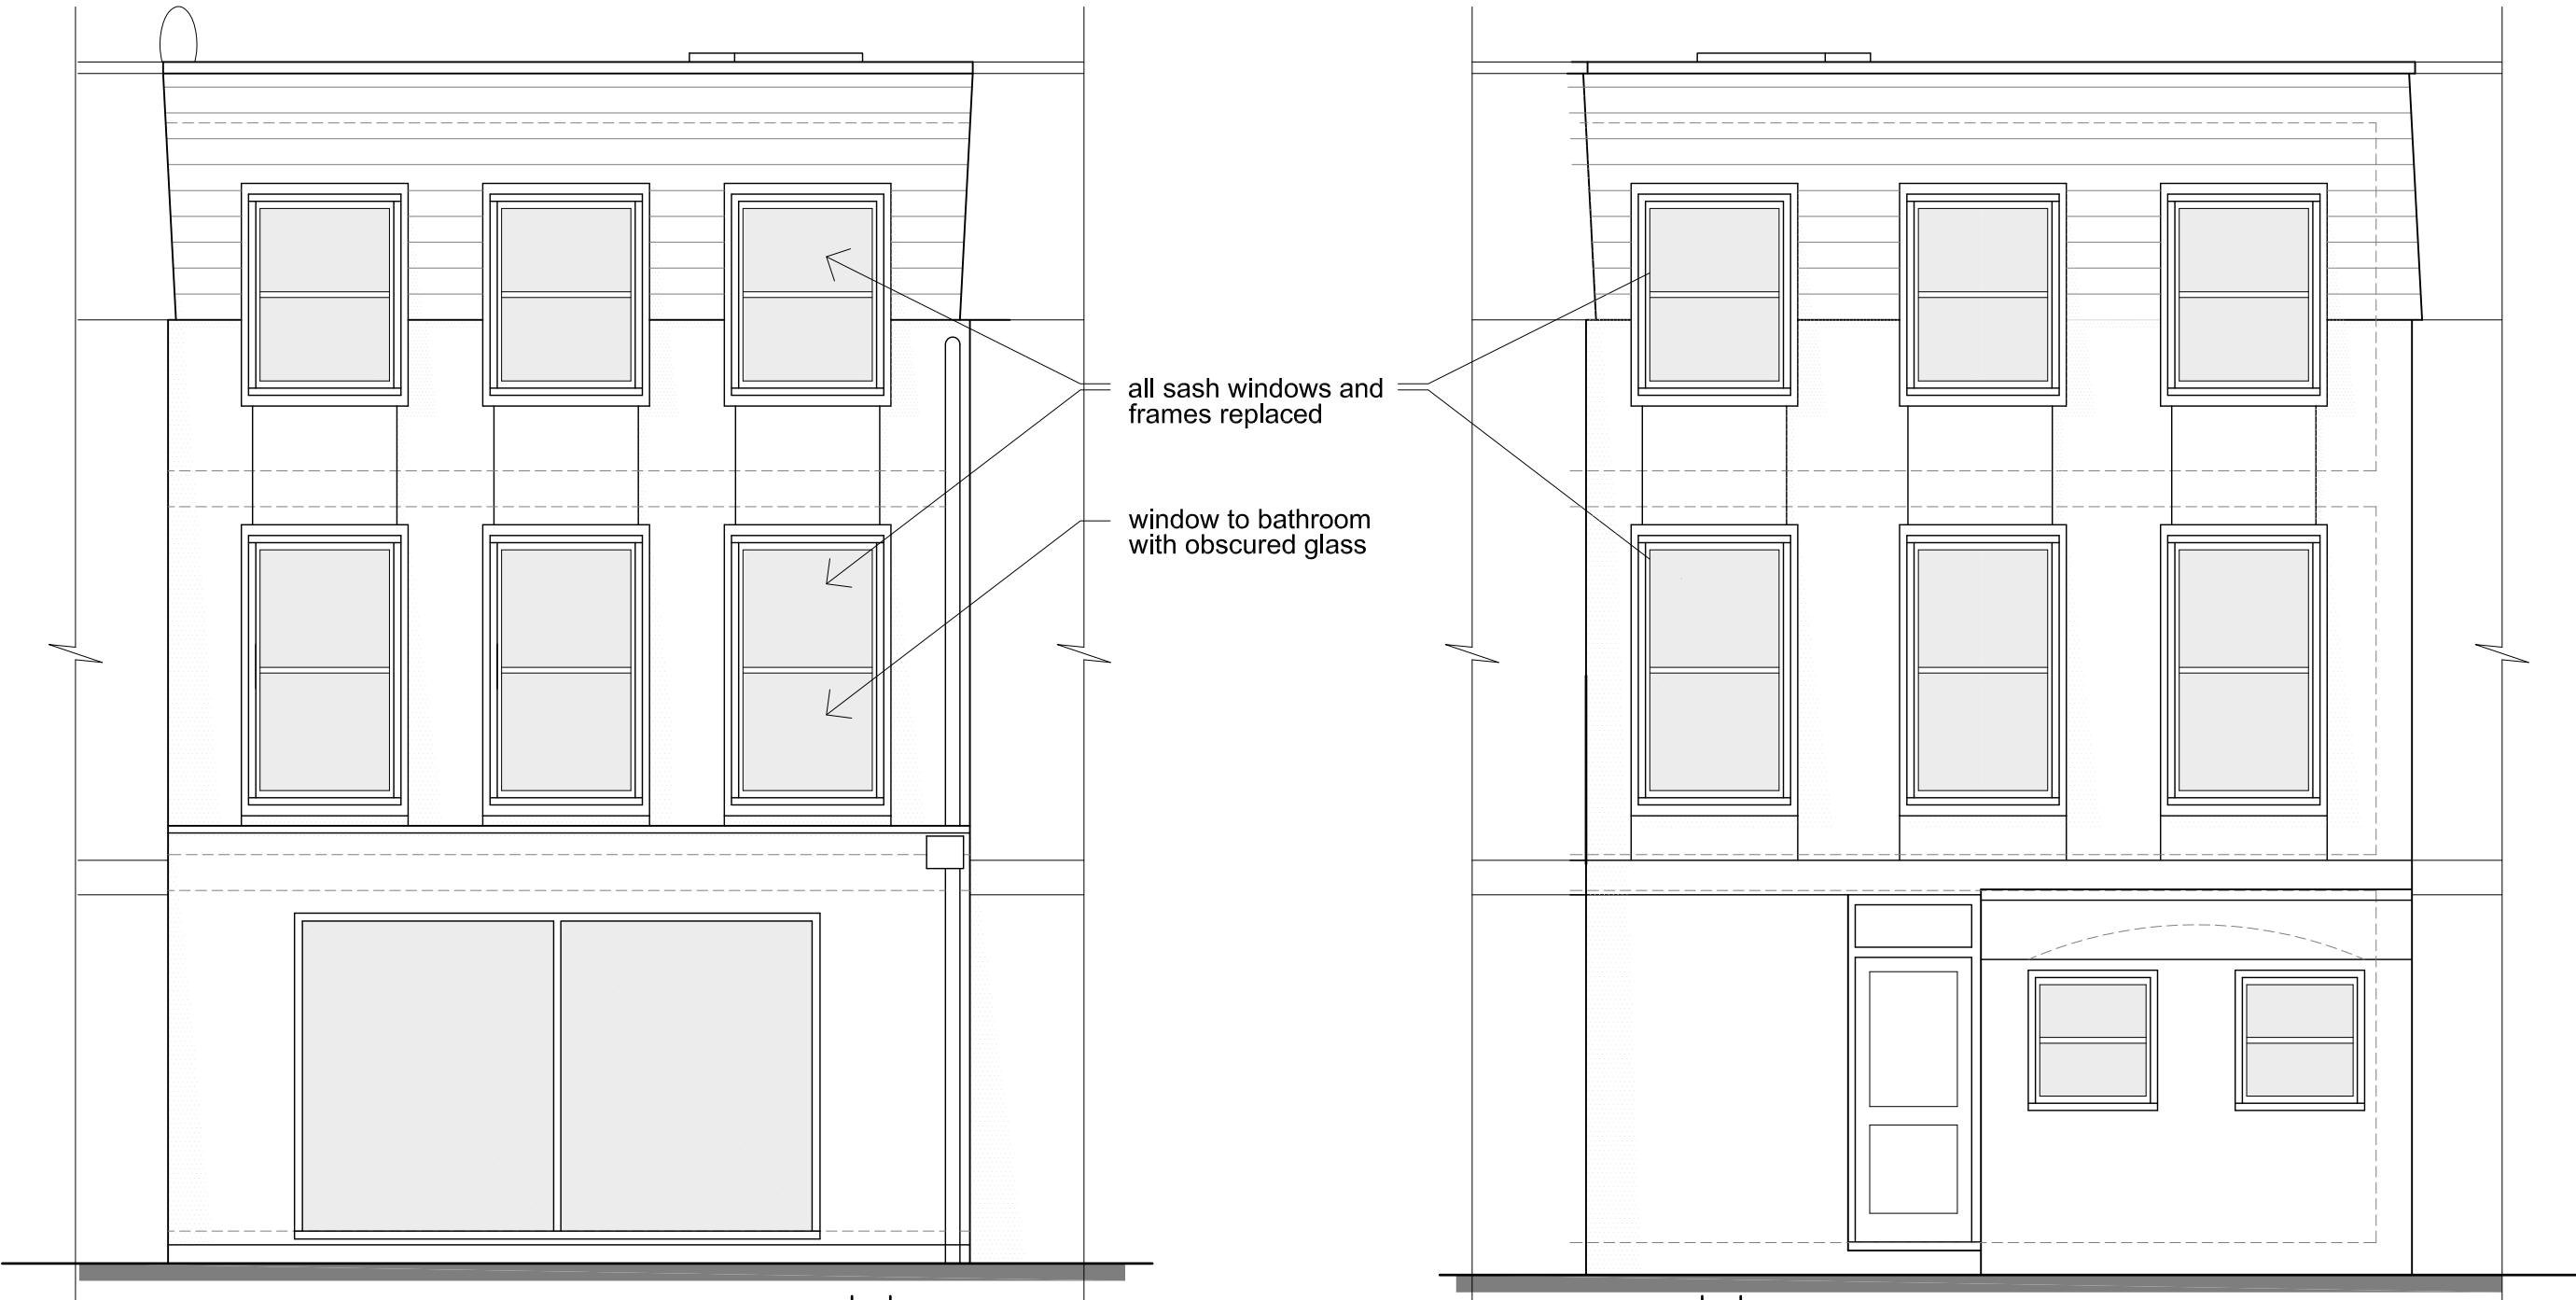 all sash windows and
frames replaced
window to bathroom
with obscured glass